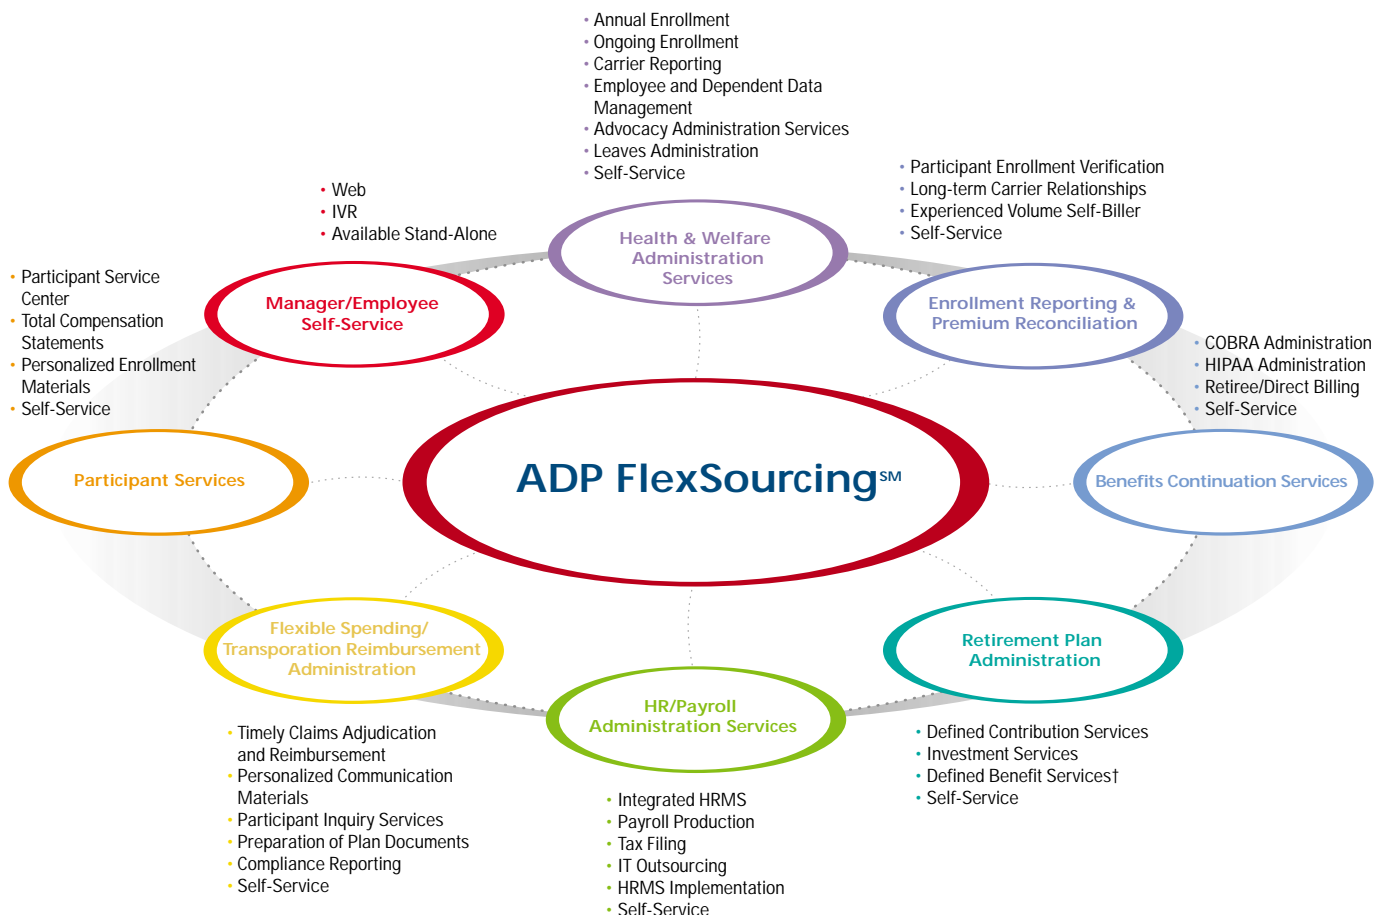 • Annual Enrollment
• Ongoing Enrollment
• Carrier Reporting
• Employee and Dependent Data
Management
• Advocacy Administration Services
• Leaves Administration
• Self-Service
Health & Welfare
Administration
Services
• Participant Enrollment Verification
• Long-term Carrier Relationships
• Experienced Volume Self-Biller
• Self-Service
Enrollment Reporting &
Premium Reconciliation
• Web
• IVR
• Available Stand-Alone
Manager/Employee
Self-Service
• Participant Service
Center
• Total Compensation
Statements
• Personalized Enrollment
Materials
• Self-Service
Participant Services
ADP FlexSourcing℠
• COBRA Administration
• HIPAA Administration
• Retiree/Direct Billing
• Self-Service
Benefits Continuation Services
Flexible Spending/
Transporation Reimbursement
Administration
• Timely Claims Adjudication
and Reimbursement
• Personalized Communication
Materials
• Participant Inquiry Services
• Preparation of Plan Documents
• Compliance Reporting
• Self-Service
HR/Payroll
Administration Services
• Integrated HRMS
• Payroll Production
• Tax Filing
• IT Outsourcing
• HRMS Implementation
• Self-Service
Retirement Plan
Administration
• Defined Contribution Services
• Investment Services
• Defined Benefit Services†
• Self-Service